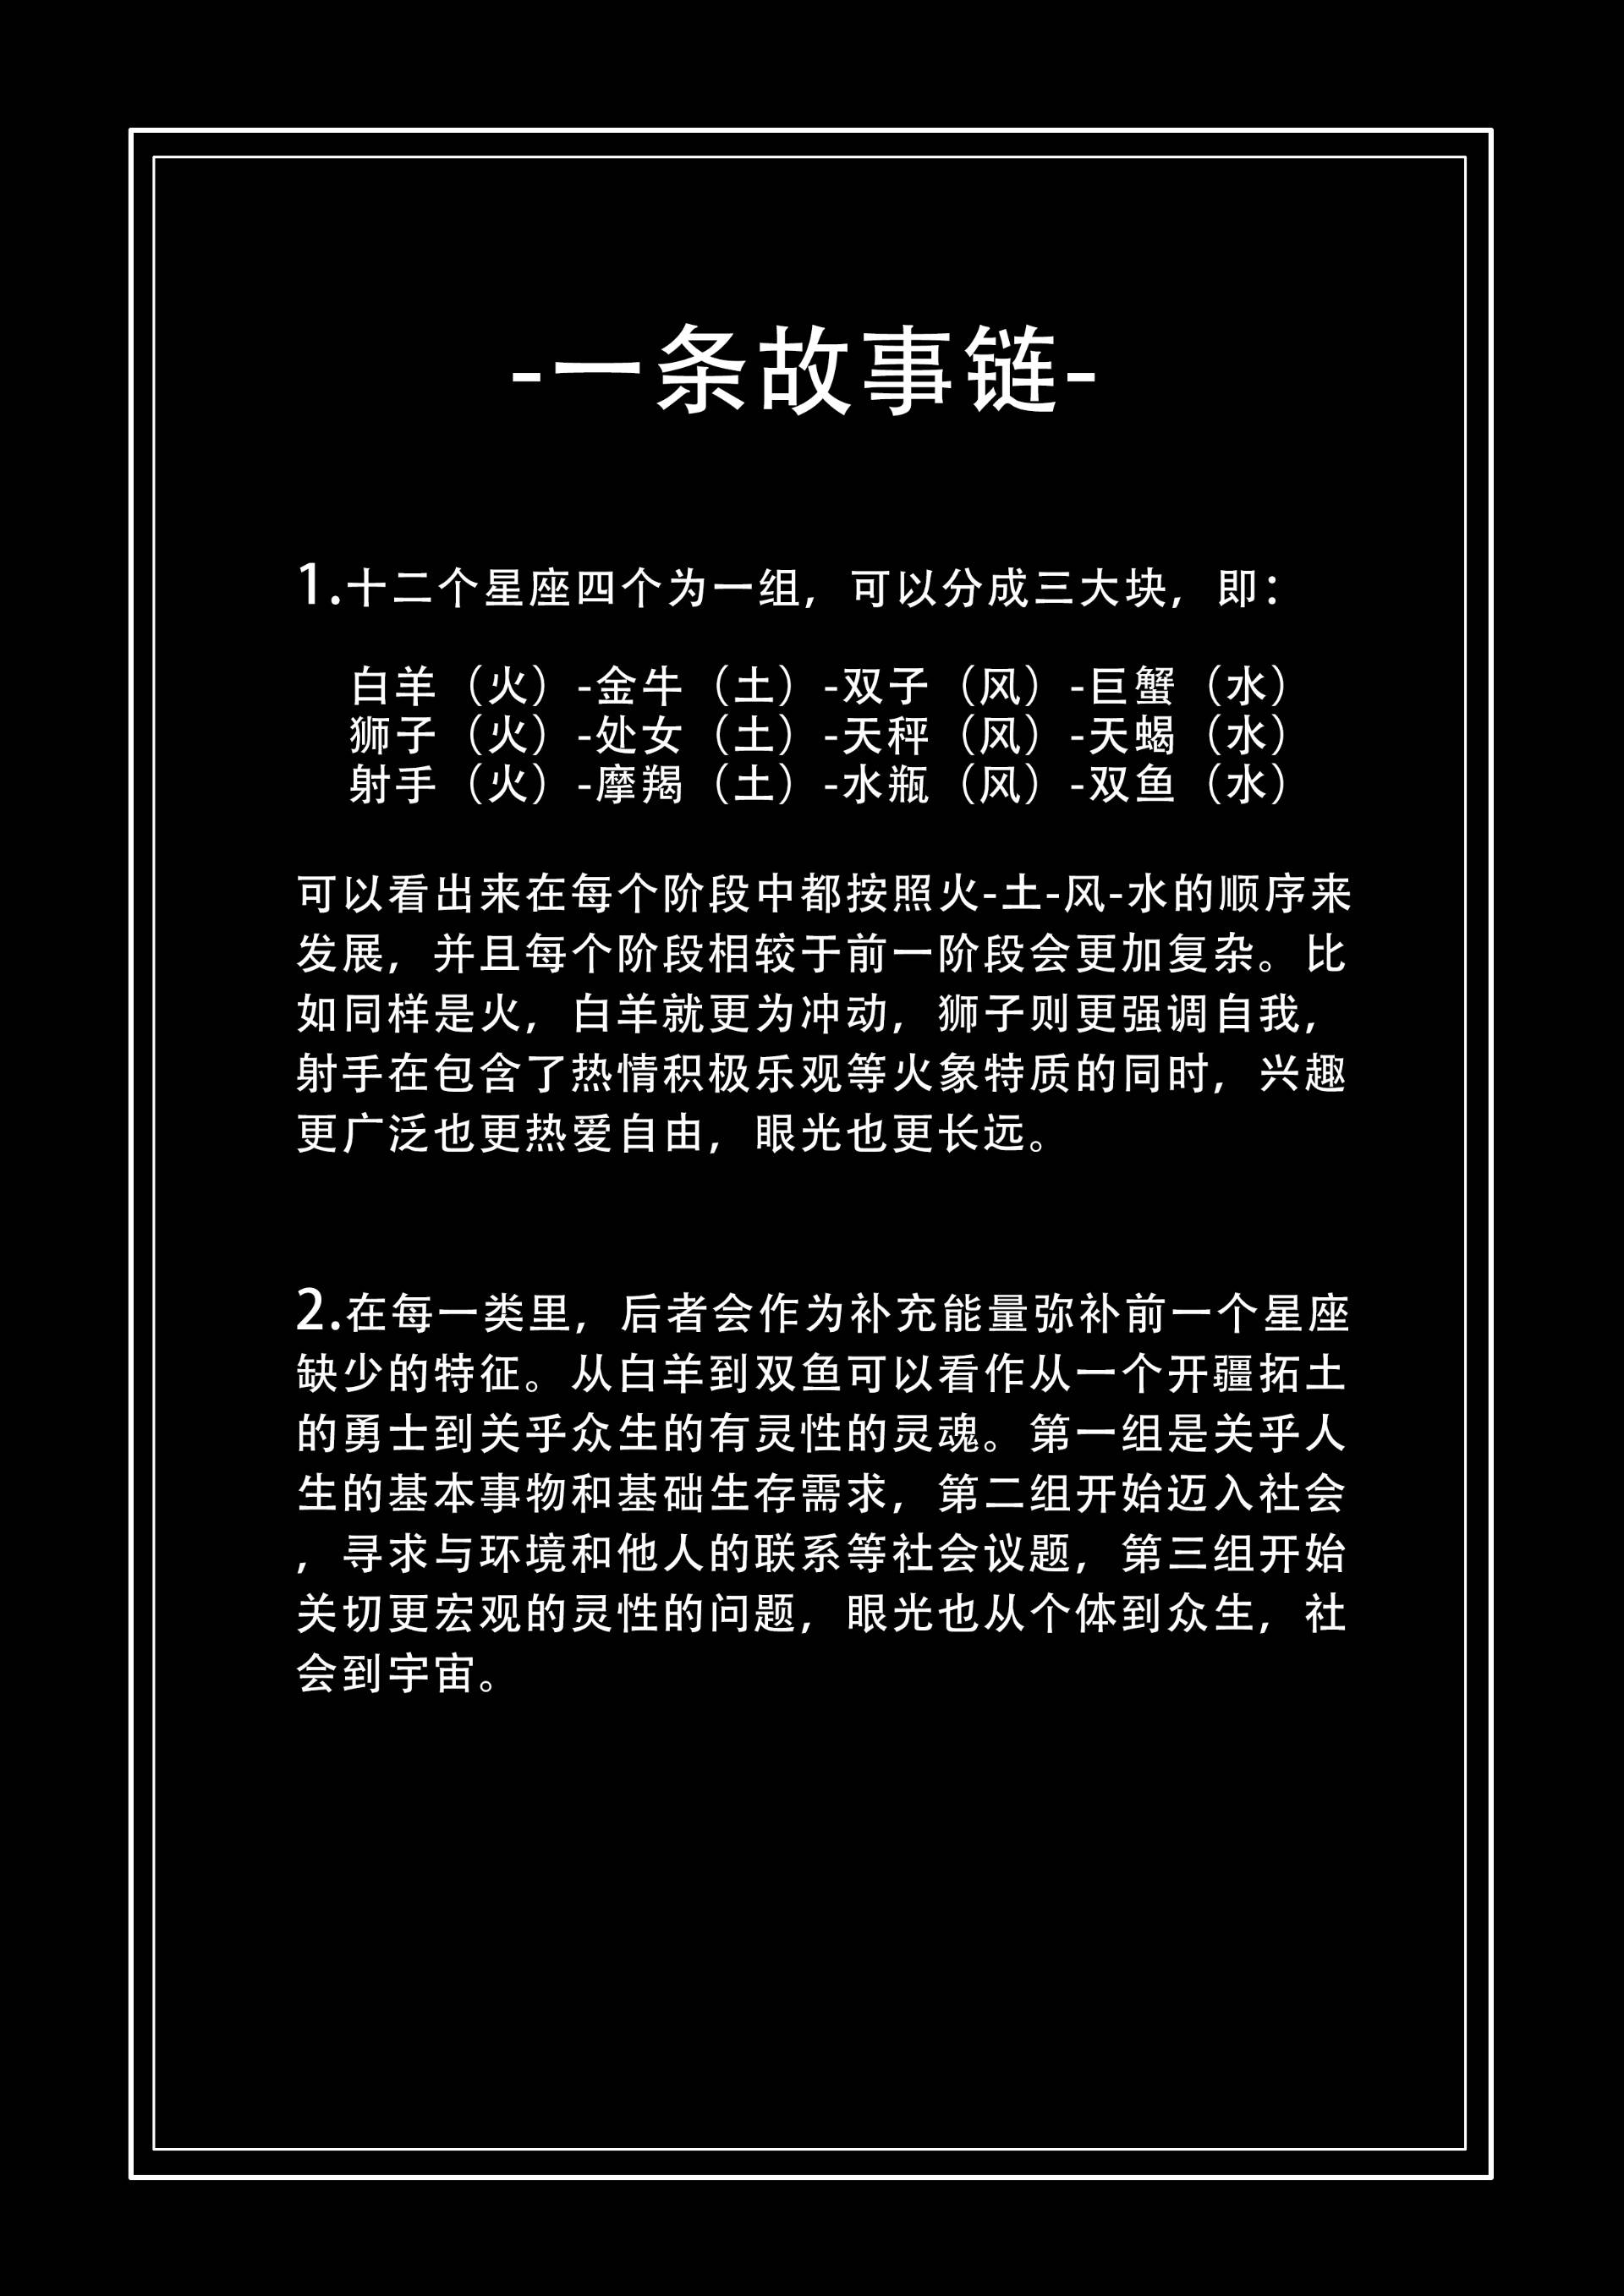 -一条故事链-
1.十二个星座四个为一组，可以分成三大块，即：
白羊（火）-金牛（土）-双子（风）-巨蟹（水）
狮子（火）-处女（土）-天秤（风）-天蝎（水）
射手（火）-摩羯（土）-水瓶（风）-双鱼（水）
可以看出来在每个阶段中都按照火-土-风-水的顺序来
发展，并且每个阶段相较于前一阶段会更加复杂。比
如同样是火，白羊就更为冲动，狮子则更强调自我，
射手在包含了热情积极乐观等火象特质的同时，兴趣
更广泛也更热爱自由，眼光也更长远。
2.在每一类里，后者会作为补充能量弥补前一个星座
缺少的特征。从白羊到双鱼可以看作从一个开疆拓土
的勇士到关乎众生的有灵性的灵魂。第一组是关乎人
生的基本事物和基础生存需求，第二组开始迈入社会
，寻求与环境和他人的联系等社会议题，第三组开始
关切更宏观的灵性的问题，眼光也从个体到众生，社
会到宇宙。